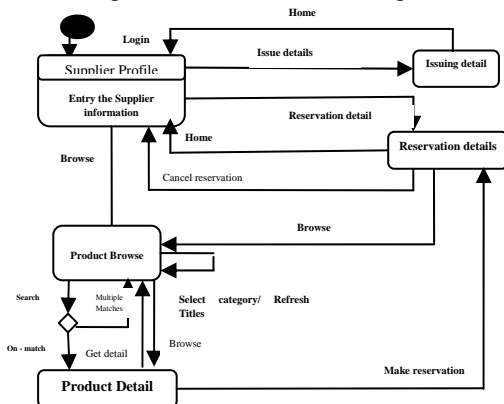 Home
Login
Issue details
Issuing detail
Supplier Profile
Entry the Supplier
information
Reservation detail
Home
Reservation details
Browse
Cancel reservation
Browse
Product Browse
Search
Multiple
Matches
Select category/ Refresh
Titles
Browse
On - match
Get detail
Make reservation
Product Detail